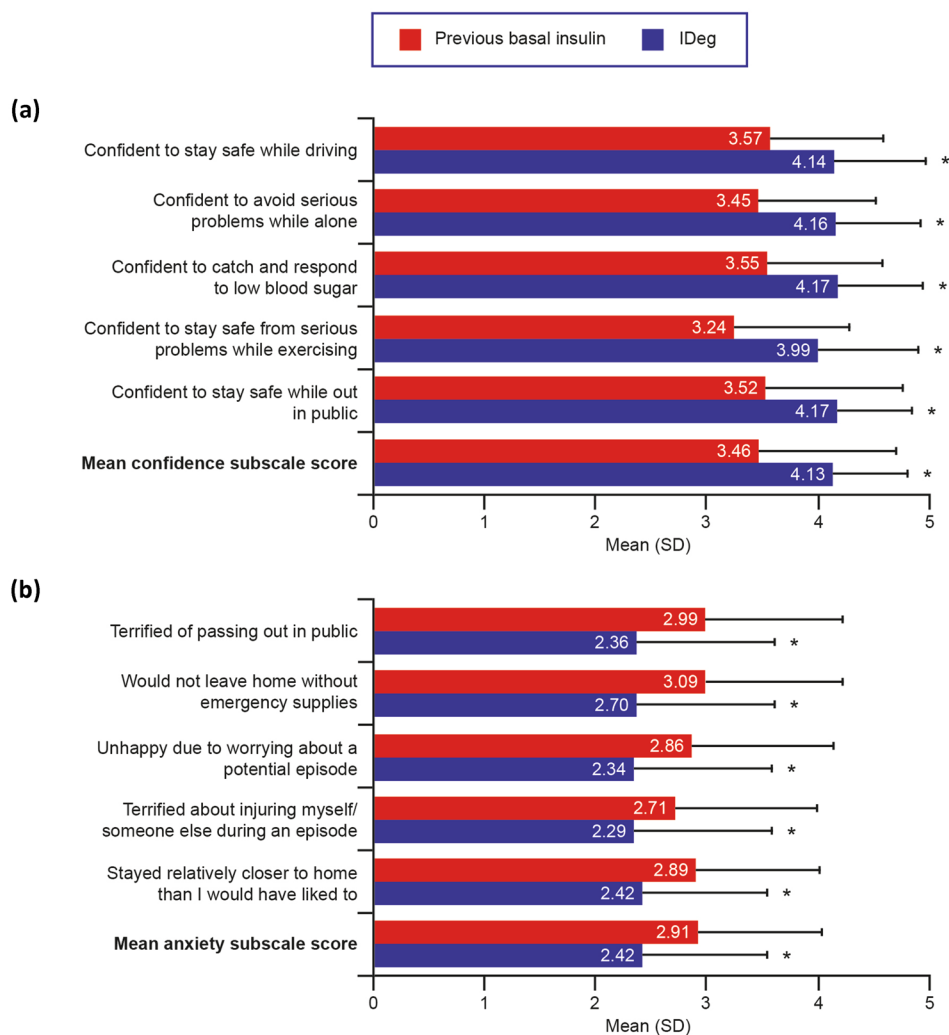 Previous basal insulin IDeg
(a)
Confident to stay safe while driving
3.57
4.14 *
Confident to avoid serious
problems while alone
3.45
4.16 *
Confident to catch and respond
to low blood sugar
3.55
4.17 *
Confident to stay safe from serious
problems while exercising
3.24
3.99 *
Confident to stay safe while out
in public
3.52
4.17 *
Mean confidence subscale score
3.46
4.13 *
0 1 2 3 4 5
Mean (SD)
(b)
Terrified of passing out in public
2.99
2.36 *
Would not leave home without
emergency supplies
3.09
2.70 *
Unhappy due to worrying about a
potential episode
2.86
2.34 *
Terrified about injuring myself/
someone else during an episode
2.71
2.29 *
Stayed relatively closer to home
than I would have liked to
2.89
2.42 *
Mean anxiety subscale score
2.91
2.42 *
0 1 2 3 4 5
Mean (SD)